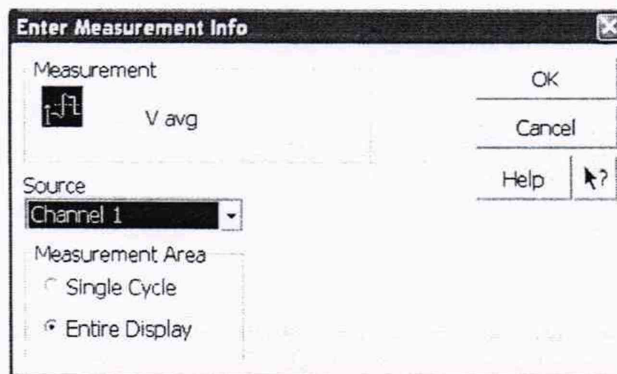 Enter Measurement Info
Measurement
V avg
OK
Cancel
Help
?
Source
Channel 1
Measurement Area
Single Cycle
Entire Display